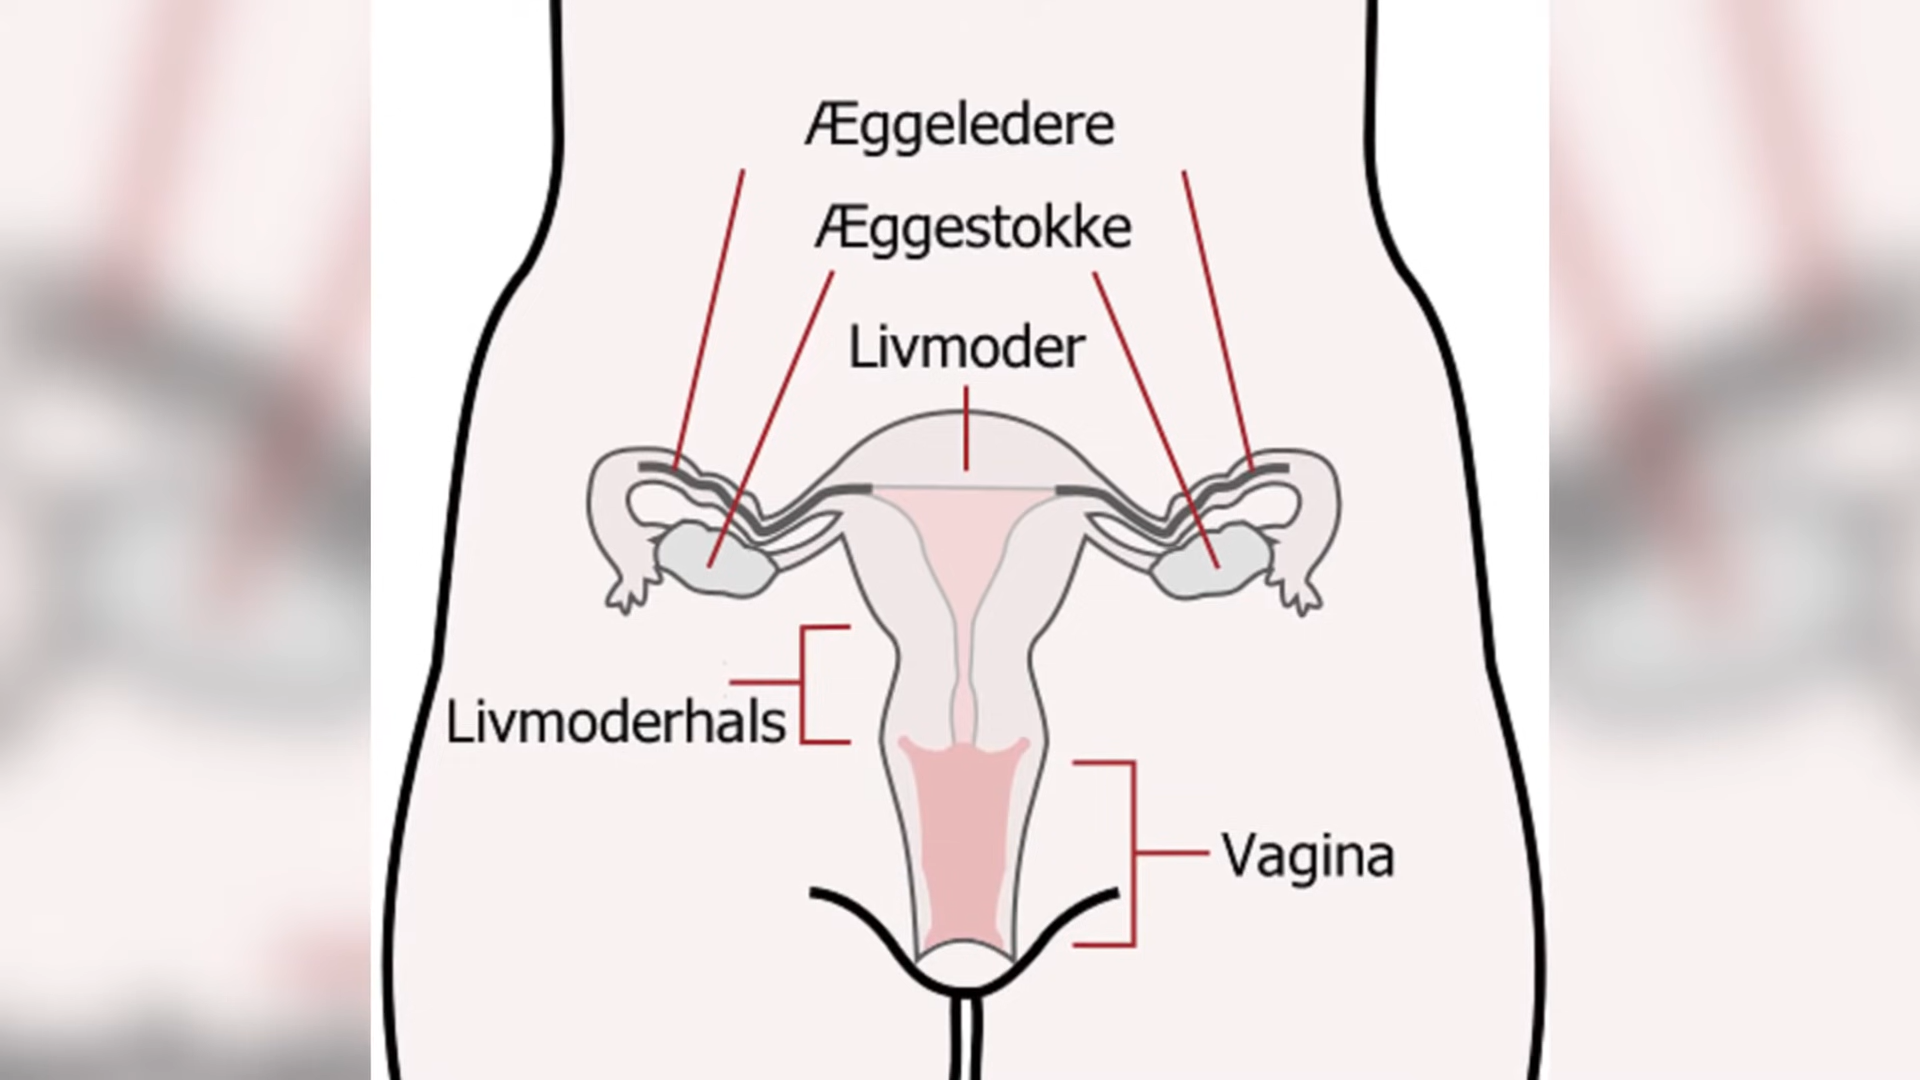 Æggeledere
Æggestokke
Livmoder
Livmoderhals
Vagina